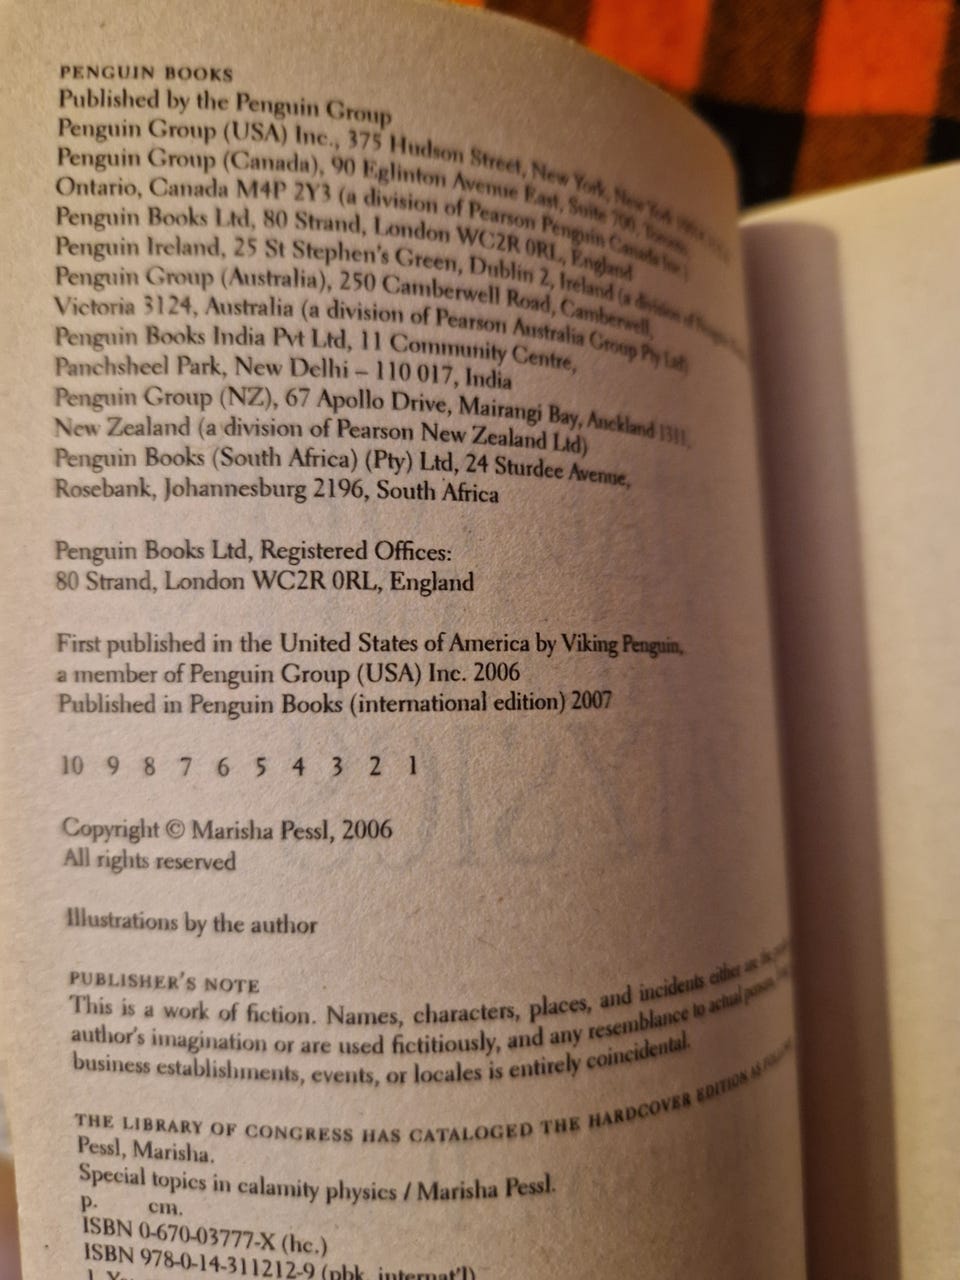 PENGUIN BOOKS
Published by the Penguin Group
Penguin Group (USA) Inc., 375 Hudson Street, New York, New York
Penguin Group (Canada), 90 Eglinton Avenue East, Suite 700, Toronto,
Ontario, Canada M4P 2Y3 (a division of Pearson Penguin Canada Inc.)
Penguin Books Ltd, 80 Strand, London WC2R 0RL, England
Penguin Ireland, 25 St Stephen's Green, Dublin 2, Ireland (a division of Penguin
Penguin Group (Australia), 250 Camberwell Road, Camberwell,
Victoria 3124, Australia (a division of Pearson Australia Group Pty Ltd)
Penguin Books India Pvt Ltd, 11 Community Centre,
Panchsheel Park, New Delhi – 110 017, India
Penguin Group (NZ), 67 Apollo Drive, Mairangi Bay, Auckland 1311,
New Zealand (a division of Pearson New Zealand Ltd)
Penguin Books (South Africa) (Pty) Ltd, 24 Sturdee Avenue,
Rosebank, Johannesburg 2196, South Africa
Penguin Books Ltd, Registered Offices:
80 Strand, London WC2R 0RL, England
First published in the United States of America by Viking Penguin,
a member of Penguin Group (USA) Inc. 2006
Published in Penguin Books (international edition) 2007
10 9 8 7 6 5 4 3 2 1
Copyright © Marisha Pessl, 2006
All rights reserved
Illustrations by the author
PUBLISHER'S NOTE
This is a work of fiction. Names, characters, places, and incidents either are the
author's imagination or are used fictitiously, and any resemblance to actual persons,
business establishments, events, or locales is entirely coincidental.
THE LIBRARY OF CONGRESS HAS CATALOGED THE HARDCOVER EDITION AS FOLLOWS
Pessl, Marisha.
Special topics in calamity physics / Marisha Pessl.
p. cm.
ISBN 0-670-03777-X (hc.)
ISBN 978-0-14-311212-9 (pbk. internat'l)